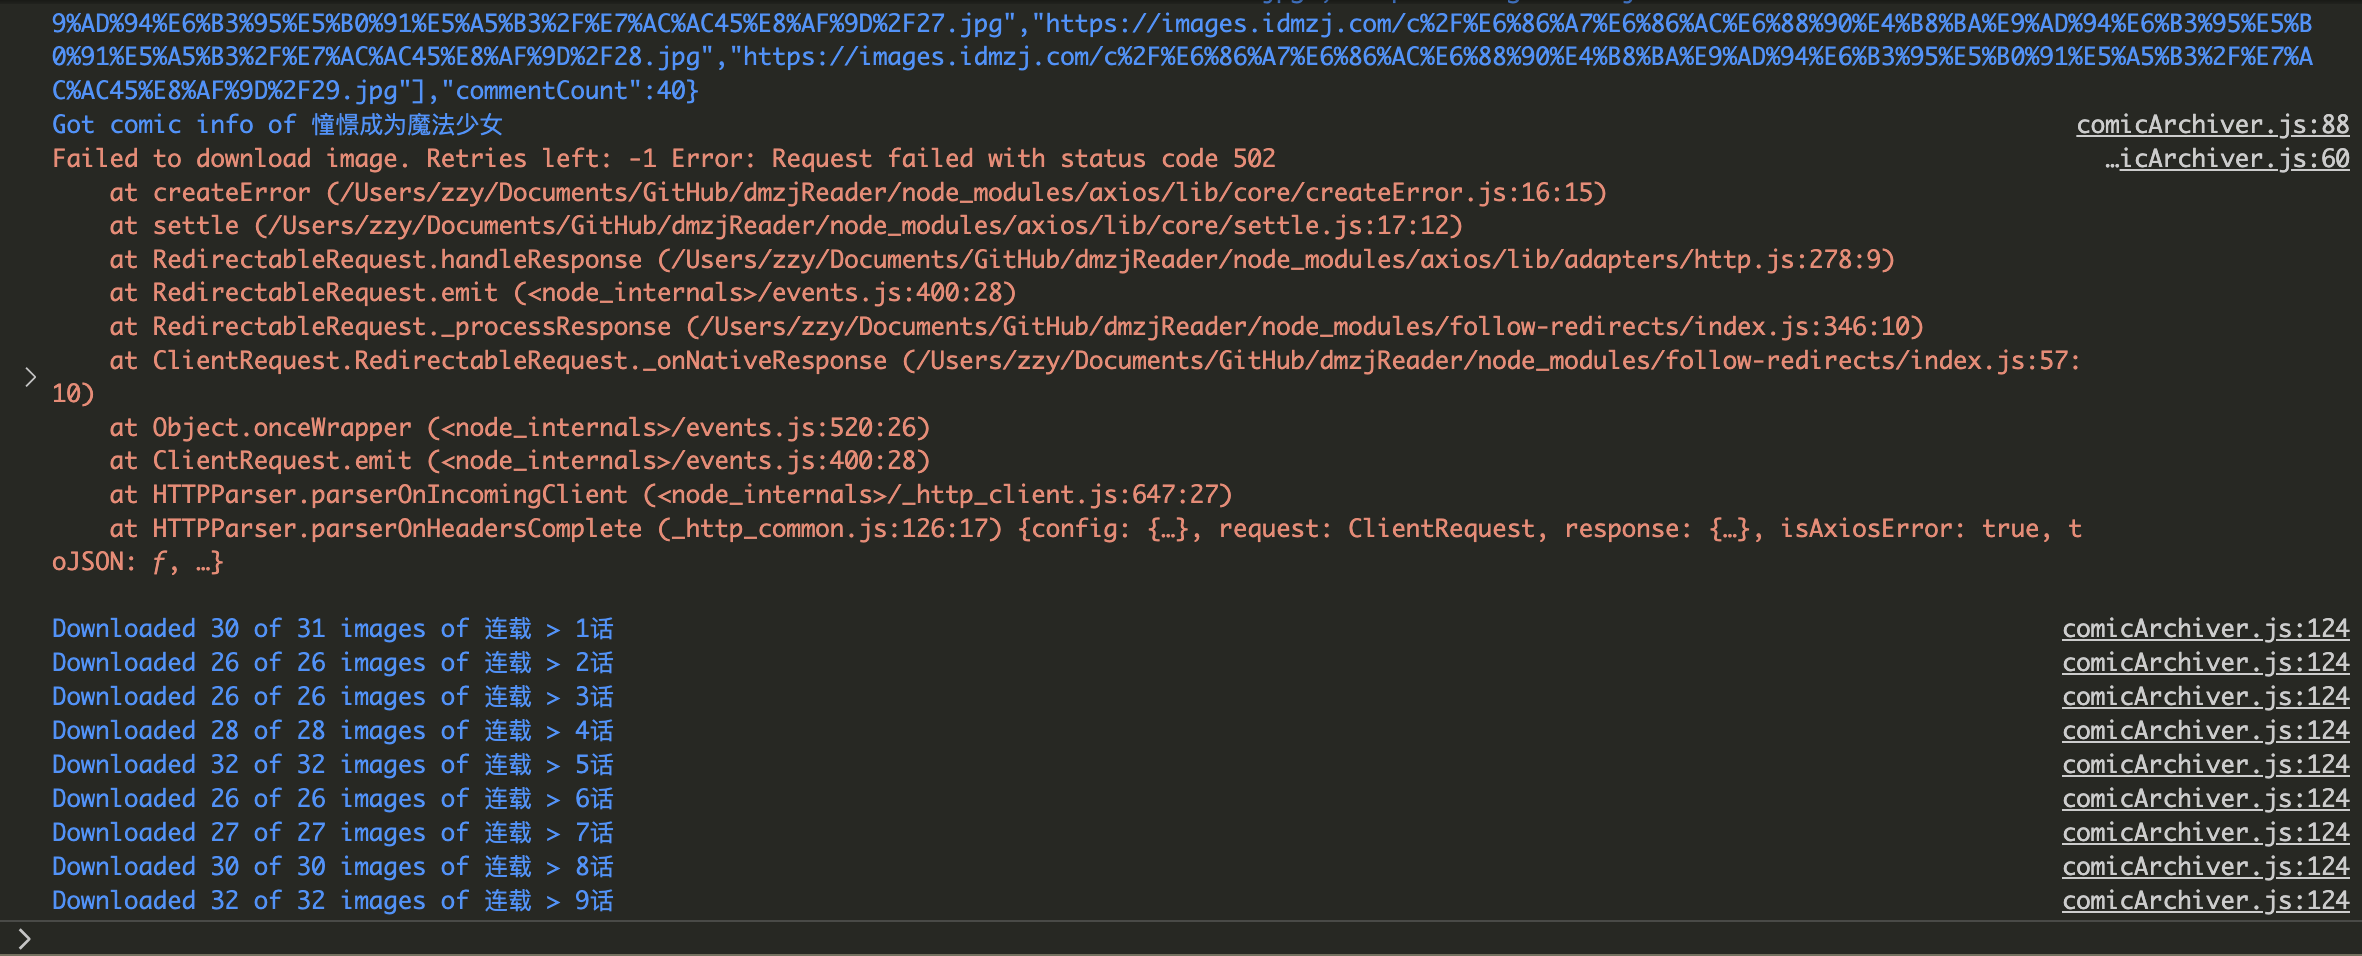 9%AD%94%E6%B3%95%E5%B0%91%E5%A5%B3%2F%E7%AC%AC45%E8%AF%9D%2F27.jpg","https://images.idmzj.com/c%2F%E6%86%A7%E6%86%AC%E6%88%90%E4%B8%BA%E9%AD%94%E6%B3%95%E5%B
0%91%E5%A5%B3%2F%E7%AC%AC45%E8%AF%9D%2F28.jpg","https://images.idmzj.com/c%2F%E6%86%A7%E6%86%AC%E6%88%90%E4%B8%BA%E9%AD%94%E6%B3%95%E5%B0%91%E5%A5%B3%2F%E7%A
C%AC45%E8%AF%9D%2F29.jpg"],"commentCount":40}
Got comic info of 憧憬成为魔法少女 comicArchiver.js:88
Failed to download image. Retries left: -1 Error: Request failed with status code 502 …icArchiver.js:60
at createError (/Users/zzy/Documents/GitHub/dmzjReader/node_modules/axios/lib/core/createError.js:16:15)
at settle (/Users/zzy/Documents/GitHub/dmzjReader/node_modules/axios/lib/core/settle.js:17:12)
at RedirectableRequest.handleResponse (/Users/zzy/Documents/GitHub/dmzjReader/node_modules/axios/lib/adapters/http.js:278:9)
at RedirectableRequest.emit (<node_internals>/events.js:400:28)
at RedirectableRequest._processResponse (/Users/zzy/Documents/GitHub/dmzjReader/node_modules/follow-redirects/index.js:346:10)
at ClientRequest.RedirectableRequest._onNativeResponse (/Users/zzy/Documents/GitHub/dmzjReader/node_modules/follow-redirects/index.js:57:
10)
at Object.onceWrapper (<node_internals>/events.js:520:26)
at ClientRequest.emit (<node_internals>/events.js:400:28)
at HTTPParser.parserOnIncomingClient (<node_internals>/_http_client.js:647:27)
at HTTPParser.parserOnHeadersComplete (_http_common.js:126:17) {config: {…}, request: ClientRequest, response: {…}, isAxiosError: true, t
oJSON: ƒ, …}
Downloaded 30 of 31 images of 连载 > 1话 comicArchiver.js:124
Downloaded 26 of 26 images of 连载 > 2话 comicArchiver.js:124
Downloaded 26 of 26 images of 连载 > 3话 comicArchiver.js:124
Downloaded 28 of 28 images of 连载 > 4话 comicArchiver.js:124
Downloaded 32 of 32 images of 连载 > 5话 comicArchiver.js:124
Downloaded 26 of 26 images of 连载 > 6话 comicArchiver.js:124
Downloaded 27 of 27 images of 连载 > 7话 comicArchiver.js:124
Downloaded 30 of 30 images of 连载 > 8话 comicArchiver.js:124
Downloaded 32 of 32 images of 连载 > 9话 comicArchiver.js:124